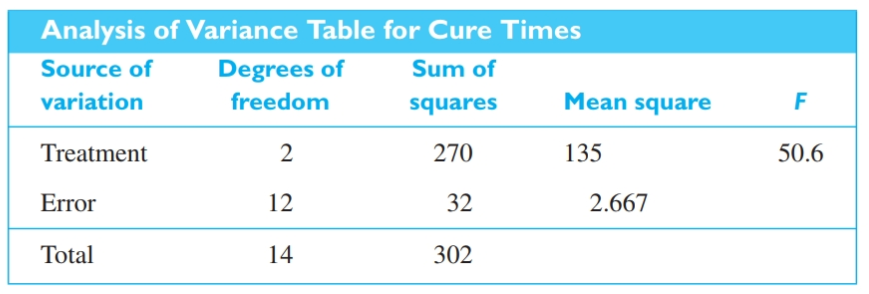 Analysis of Variance Table for Cure Times
Source of variation Degrees of freedom Sum of squares Mean square F
Treatment 2 270 135 50.6
Error 12 32 2.667
Total 14 302